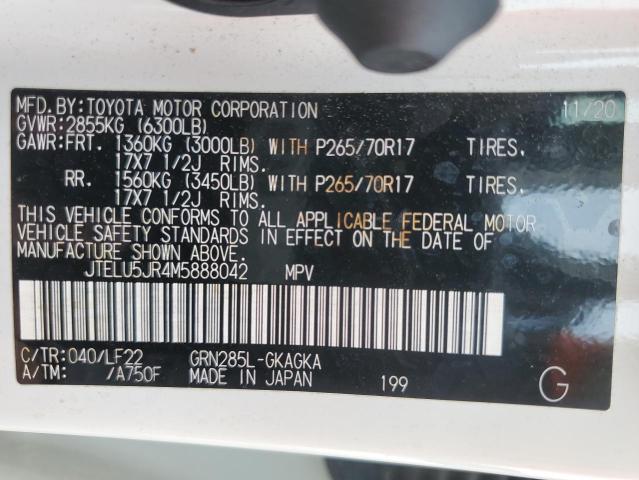 MFD.BY:TOYOTA MOTOR CORPORATION 11/20
GVWR:2855KG (6300LB)
GAWR:FRT. 1360KG (3000LB) WITH P265/70R17 TIRES.
17X7 1/2J RIMS.
RR. 1560KG (3450LB) WITH P265/70R17 TIRES.
17X7 1/2J RIMS.
THIS VEHICLE CONFORMS TO ALL APPLICABLE FEDERAL MOTOR
VEHICLE SAFETY STANDARDS IN EFFECT ON THE DATE OF
MANUFACTURE SHOWN ABOVE.
JTELU5JR4M5888042 MPV
C/TR:040/LF22 GRN285L-GKAGKA
A/TM: /A750F MADE IN JAPAN 199 G